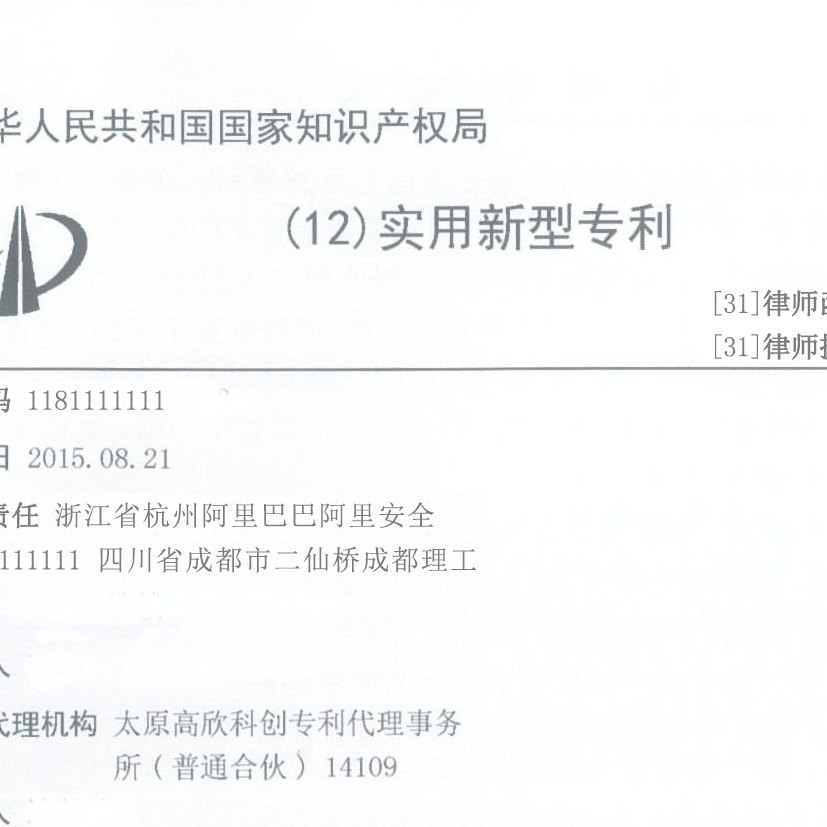 华人民共和国国家知识产权局
(12)实用新型专利
[31]律师
[31]律师
码 1181111111
日 2015.08.21
责任 浙江省杭州阿里巴巴阿里安全
111111 四川省成都市二仙桥成都理工
人
代理机构 太原高欣科创专利代理事务
所(普通合伙) 14109
人